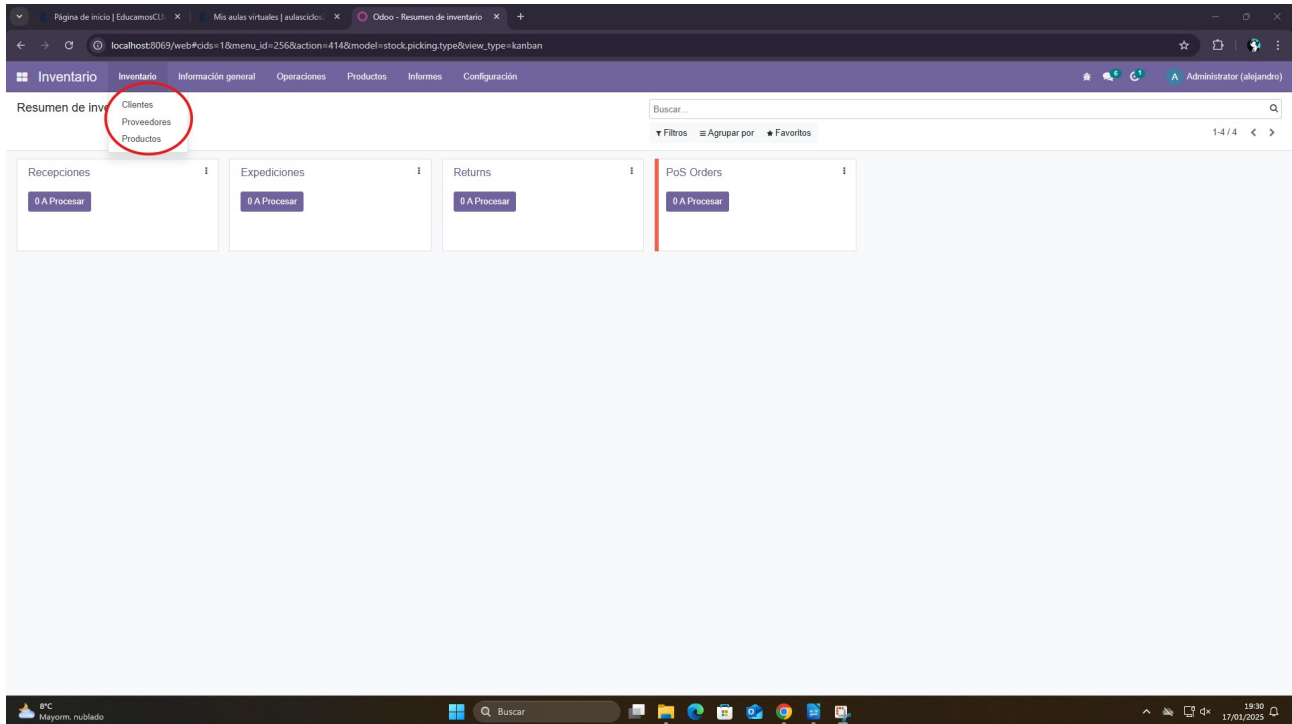 Página de inicio | EducamosCLM
Mis aulas virtuales | aulasciclos2
Odoo - Resumen de inventario
localhost:8069/web#cids=1&menu_id=256&action=414&model=stock.picking.type&view_type=kanban
Inventario Inventario Información general Operaciones Productos Informes Configuración 6 1 A Administrator (alejandro)
Resumen de inve
Clientes
Proveedores
Productos
Buscar...
Filtros Agrupar por Favoritos 1-4 / 4
Recepciones Expediciones Returns PoS Orders
0 A Procesar 0 A Procesar 0 A Procesar 0 A Procesar
8°C
Mayorm. nublado
Buscar
19:30
17/01/2025